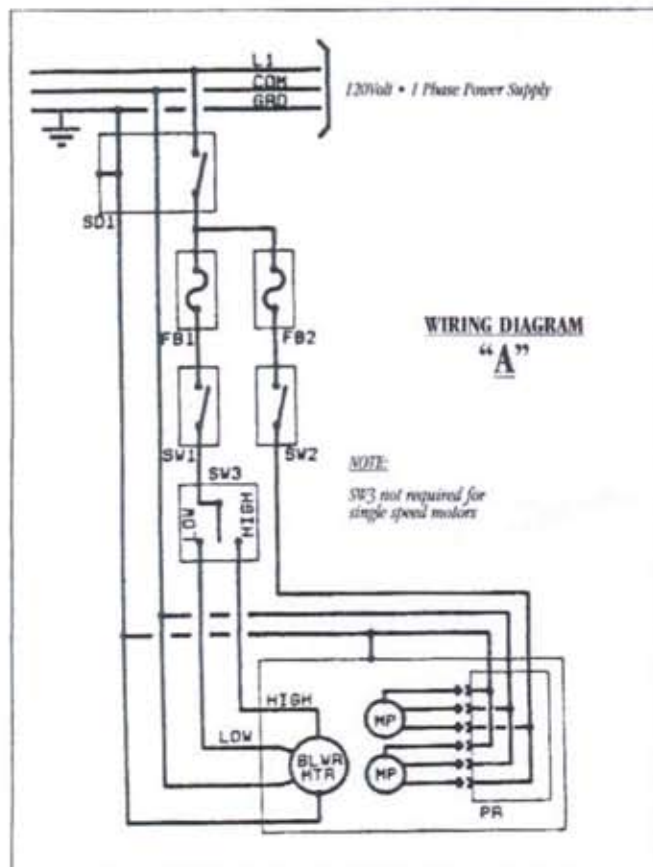 L1
COM
GRD
120Volt • 1 Phase Power Supply
SD1
FB1
FB2
WIRING DIAGRAM
“A”
SW1
SW2
SW3
NOTE:
SW3 not required for
single speed motors
LOW
HIGH
HIGH
LOW
BLWR
MTR
MP
MP
PR